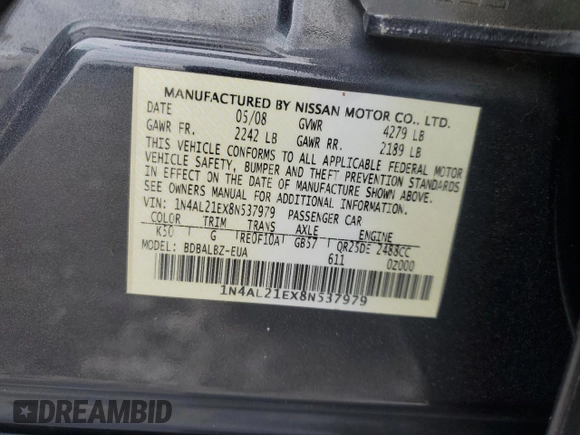 MANUFACTURED BY NISSAN MOTOR CO., LTD.
DATE 05/08 GVWR 4279 LB
GAWR FR. 2242 LB GAWR RR. 2189 LB
THIS VEHICLE CONFORMS TO ALL APPLICABLE FEDERAL MOTOR
VEHICLE SAFETY, BUMPER AND THEFT PREVENTION STANDARDS
IN EFFECT ON THE DATE OF MANUFACTURE SHOWN ABOVE.
SEE OWNERS MANUAL FOR ADDITIONAL INFORMATION.
VIN: 1N4AL21EX8N537979 PASSENGER CAR
COLOR TRIM TRANS AXLE ENGINE
K50 G RE0F10A GB57 QR25DE 2488CC
MODEL: BDBALBZ-EUA 611 0Z000
1N4AL21EX8N537979
DREAMBID